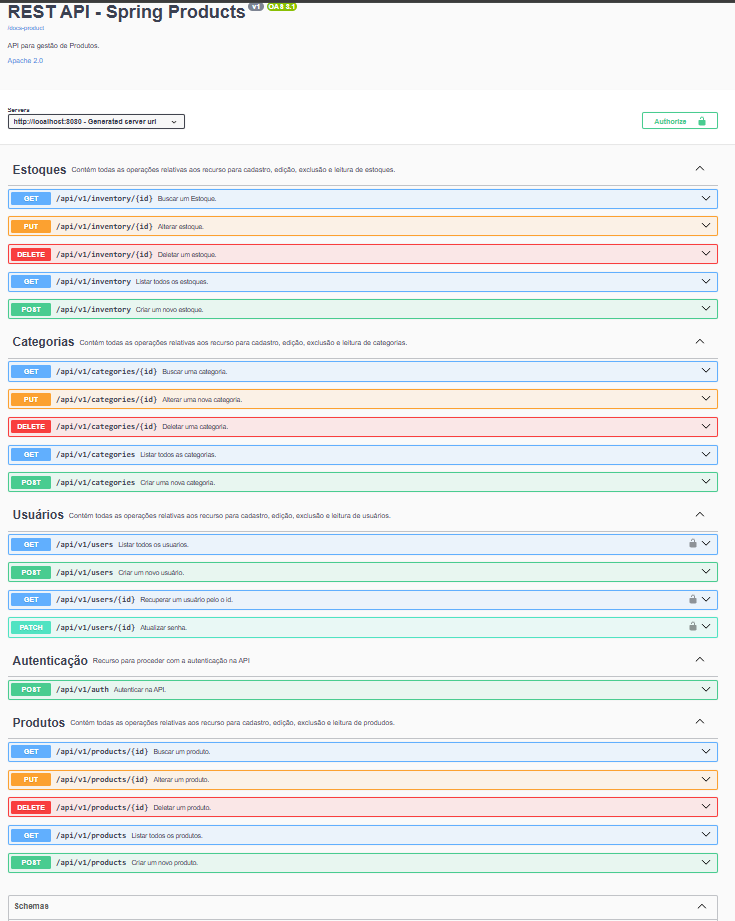 REST API - Spring Products v1 OAS 3.1
/docs-product
API para gestão de Produtos.
Apache 2.0
Servers
http://localhost:8080 - Generated server url
Authorize
Estoques Contém todas as operações relativas aos recurso para cadastro, edição, exclusão e leitura de estoques.
GET /api/v1/inventory/{id} Buscar um Estoque.
PUT /api/v1/inventory/{id} Alterar estoque.
DELETE /api/v1/inventory/{id} Deletar um estoque.
GET /api/v1/inventory Listar todos os estoques.
POST /api/v1/inventory Criar um novo estoque.
Categorias Contém todas as operações relativas aos recurso para cadastro, edição, exclusão e leitura de categorias.
GET /api/v1/categories/{id} Buscar uma categoria.
PUT /api/v1/categories/{id} Alterar uma nova categoria.
DELETE /api/v1/categories/{id} Deletar uma categoria.
GET /api/v1/categories Listar todas as categorias.
POST /api/v1/categories Criar uma nova categoria.
Usuários Contém todas as operações relativas aos recurso para cadastro, edição, exclusão e leitura de usuários.
GET /api/v1/users Listar todos os usuarios.
POST /api/v1/users Criar um novo usuário.
GET /api/v1/users/{id} Recuperar um usuário pelo o id.
PATCH /api/v1/users/{id} Atualizar senha.
Autenticação Recurso para proceder com a autenticação na API
POST /api/v1/auth Autenticar na API.
Produtos Contém todas as operações relativas aos recurso para cadastro, edição, exclusão e leitura de produdos.
GET /api/v1/products/{id} Buscar um produto.
PUT /api/v1/products/{id} Alterar um produto.
DELETE /api/v1/products/{id} Deletar um produto.
GET /api/v1/products Listar todos os produtos.
POST /api/v1/products Criar um novo produto.
Schemas